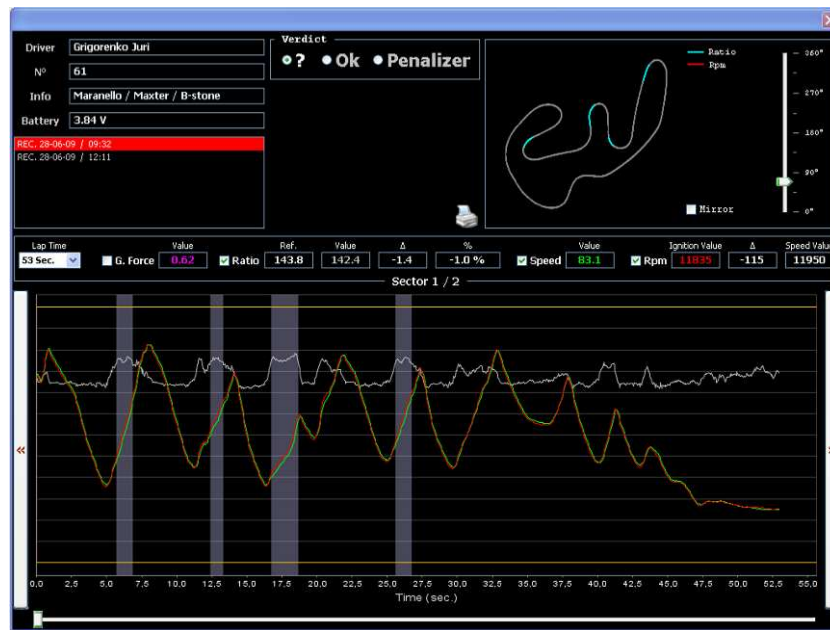 Driver Grigorenko Juri
Nº 61
Info Maranello / Maxter / B-stone
Battery 3.84 V
Verdict
? Ok Penalizer
REC. 28-06-09 / 09:32
REC. 28-06-09 / 12:11
Ratio
Rpm
360°
270°
180°
90°
0°
Mirror
Lap Time Value Ref. Value Δ % Value Ignition Value Δ Speed Value
53 Sec. G. Force 0.62 Ratio 143.8 142.4 -1.4 -1.0 % Speed 83.1 Rpm 11835 -115 11950
Sector 1 / 2
«
0,0 2,5 5,0 7,5 10,0 12,5 15,0 17,5 20,0 22,5 25,0 27,5 30,0 32,5 35,0 37,5 40,0 42,5 45,0 47,5 50,0 52,5 55,0
Time (sec.)